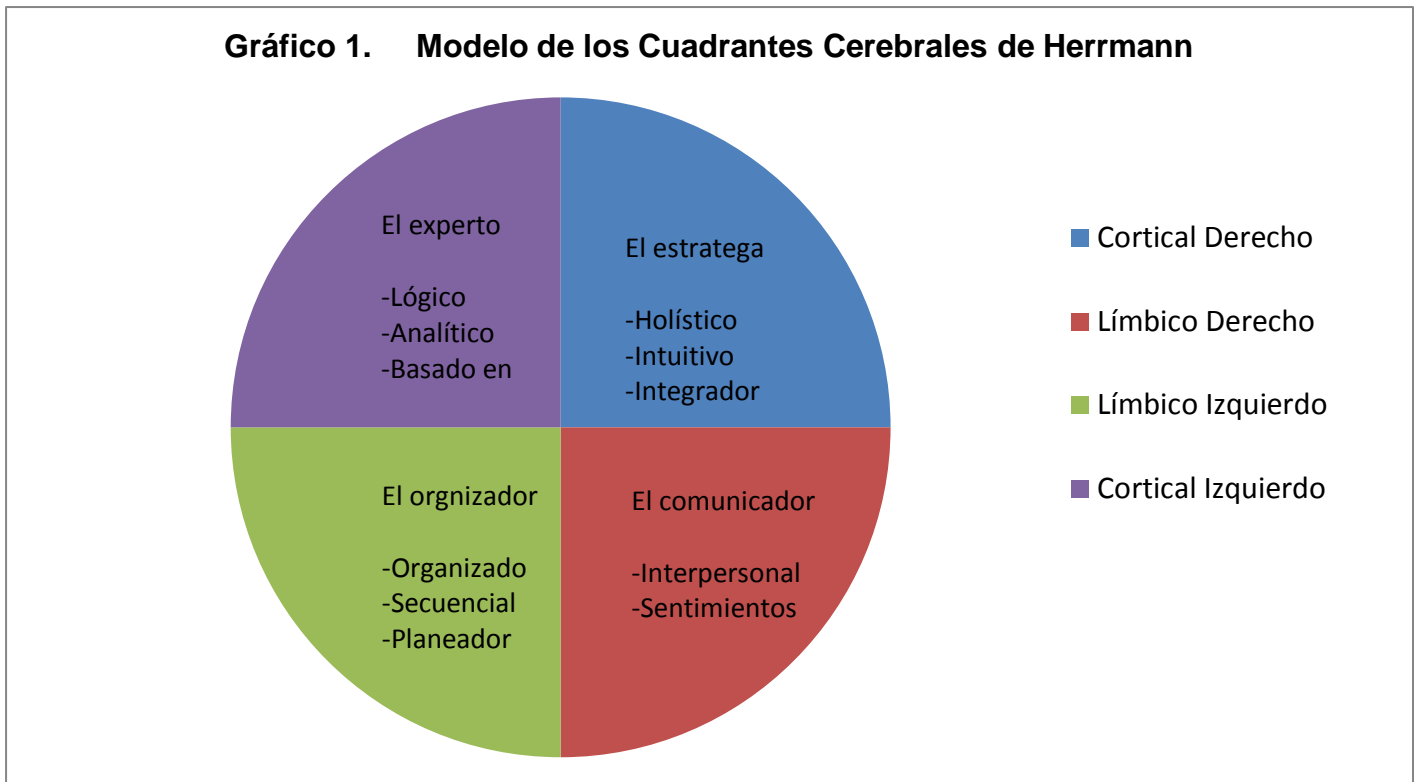 Gráfico 1. Modelo de los Cuadrantes Cerebrales de Herrmann
El experto
-Lógico
-Analítico
-Basado en
El estratega
-Holístico
-Intuitivo
-Integrador
El orgnizador
-Organizado
-Secuencial
-Planeador
El comunicador
-Interpersonal
-Sentimientos
Cortical Derecho
Límbico Derecho
Límbico Izquierdo
Cortical Izquierdo